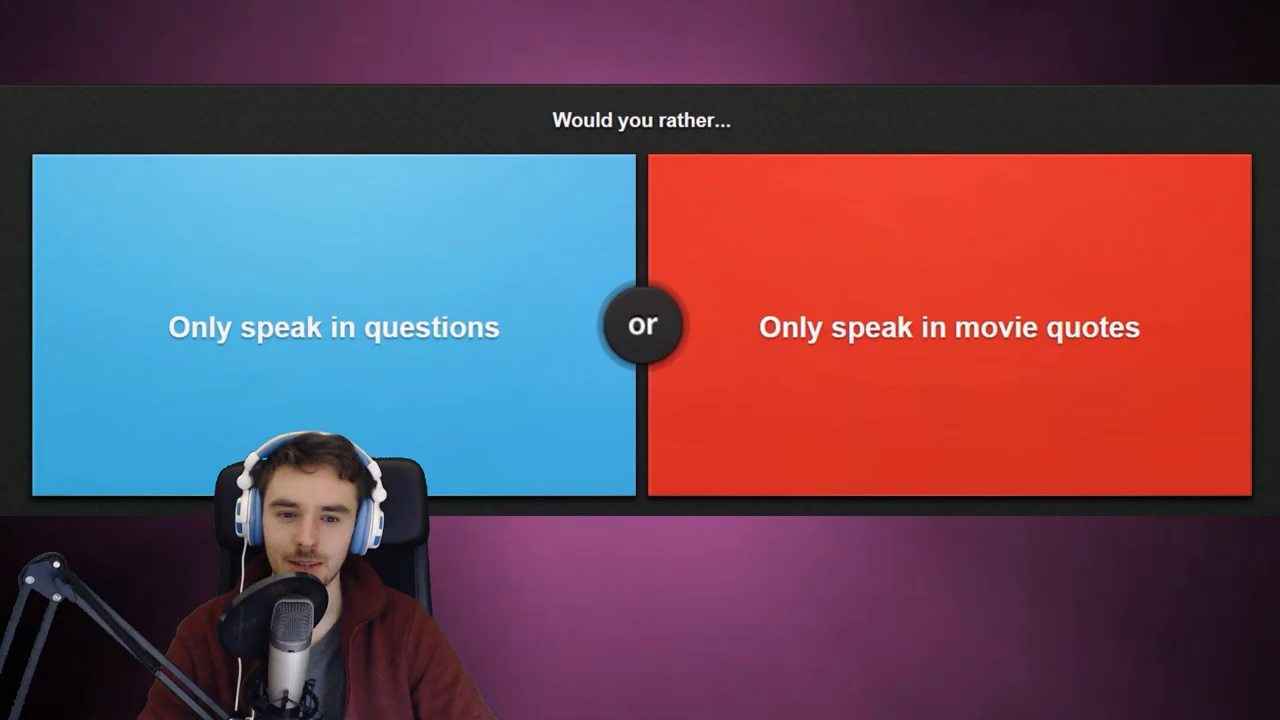 Would you rather...
Only speak in questions
or
Only speak in movie quotes